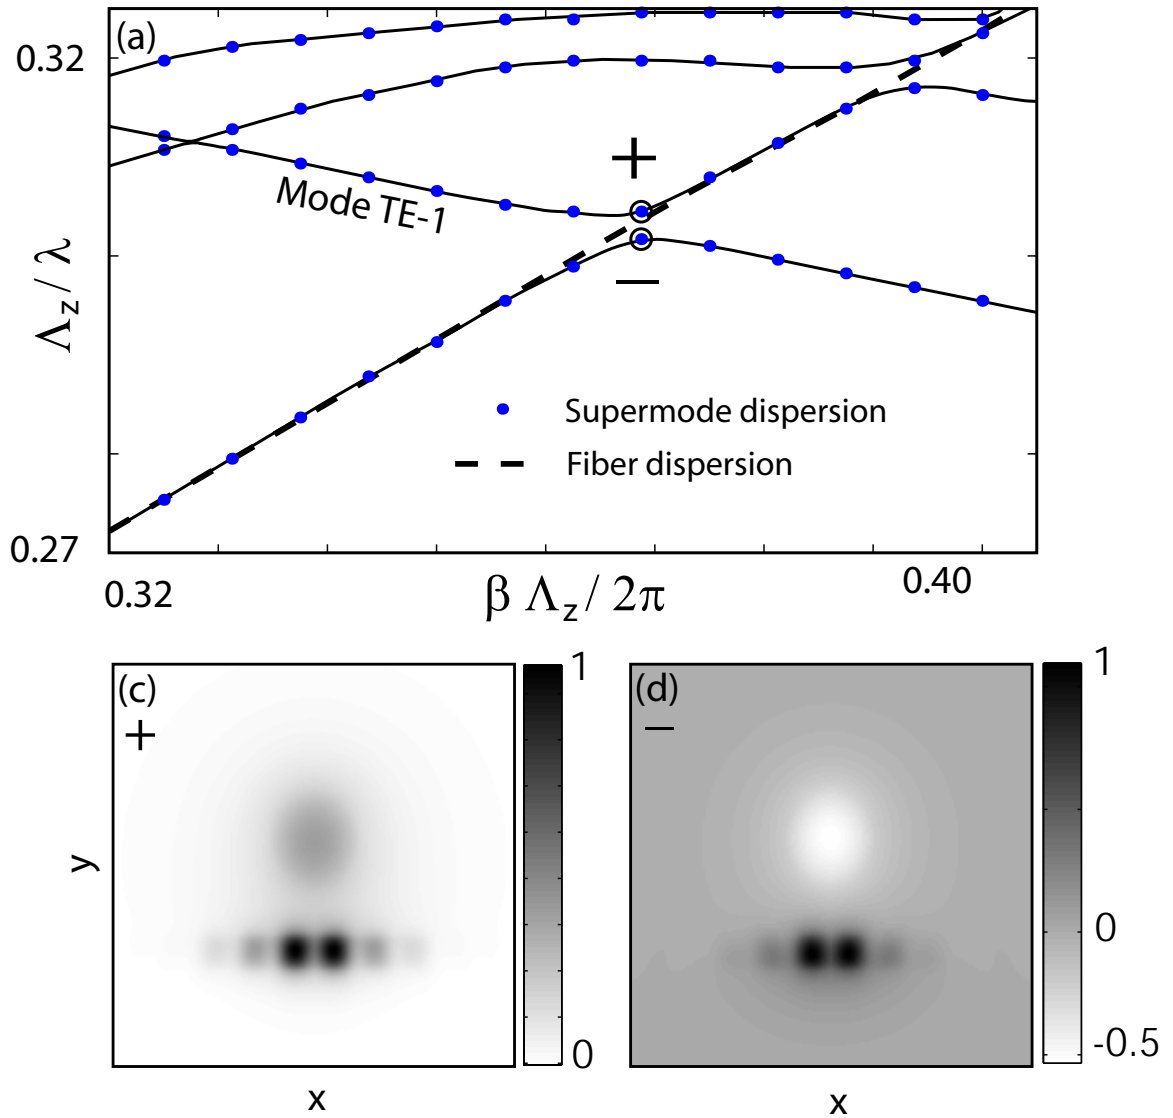 (a)
0.32
+
Mode TE-1
Λz / λ
−
Supermode dispersion
Fiber dispersion
0.27
0.32
β Λz / 2π
0.40
(c)
+
1
0
y
x
(d)
−
1
0
-0.5
x